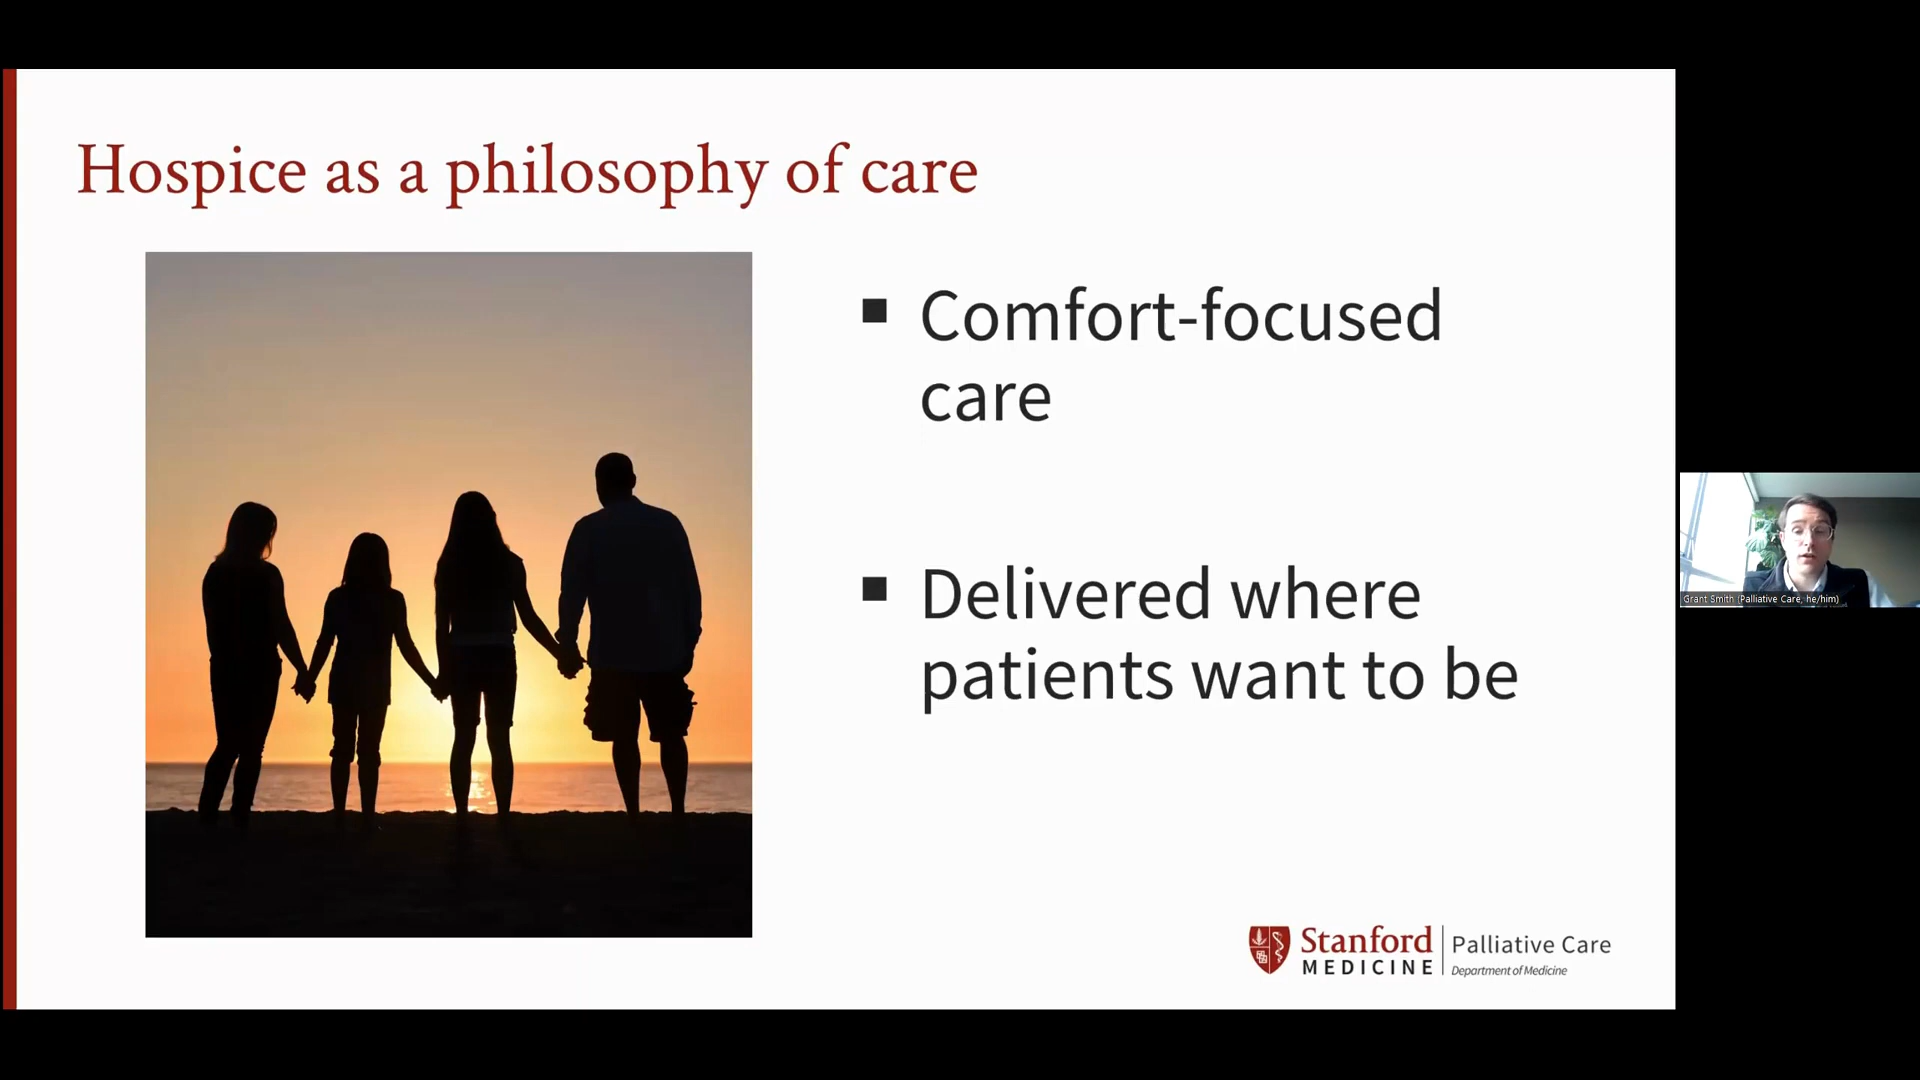 Hospice as a philosophy of care
■ Comfort-focused
care
■ Delivered where
patients want to be
Stanford
MEDICINE
Palliative Care
Department of Medicine
Grant Smith (Palliative Care, he/him)